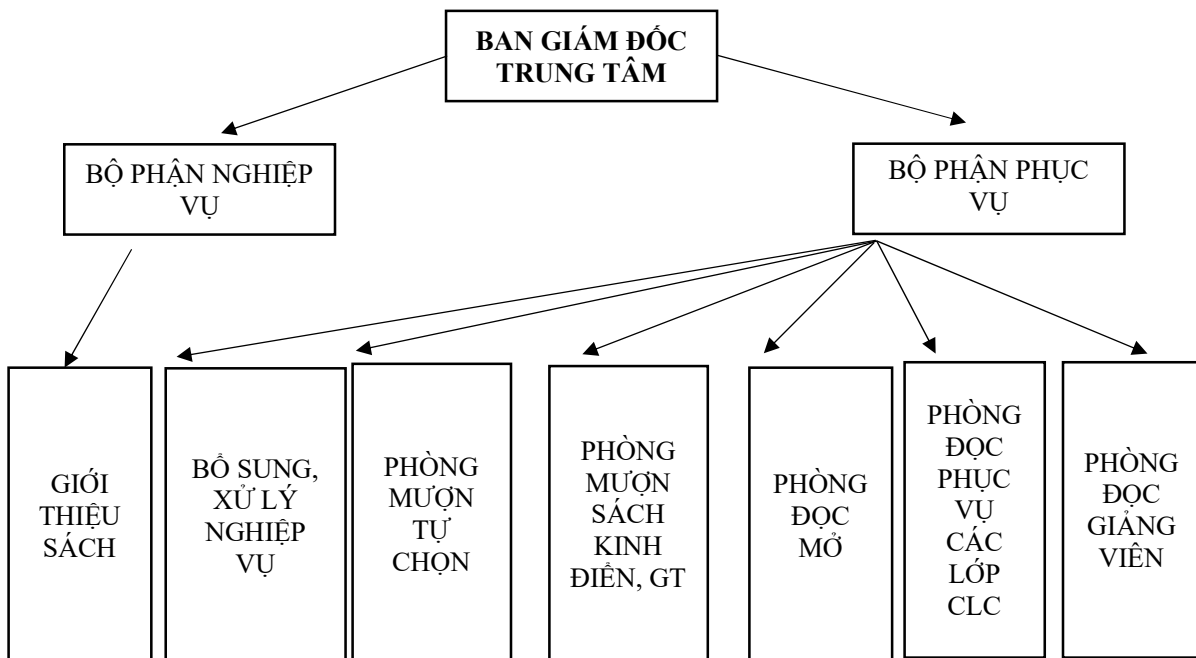 BAN GIÁM ĐỐC
TRUNG TÂM
BỘ PHẬN NGHIỆP
VỤ
BỘ PHẬN PHỤC
VỤ
GIỚI
THIỆU
SÁCH
BỔ SUNG,
XỬ LÝ
NGHIỆP
VỤ
PHÒNG
MƯỢN
TỰ
CHỌN
PHÒNG
MƯỢN
SÁCH
KINH
ĐIỂN, GT
PHÒNG
ĐỌC
MỞ
PHÒNG
ĐỌC
PHỤC
VỤ
CÁC
LỚP
CLC
PHÒNG
ĐỌC
GIẢNG
VIÊN